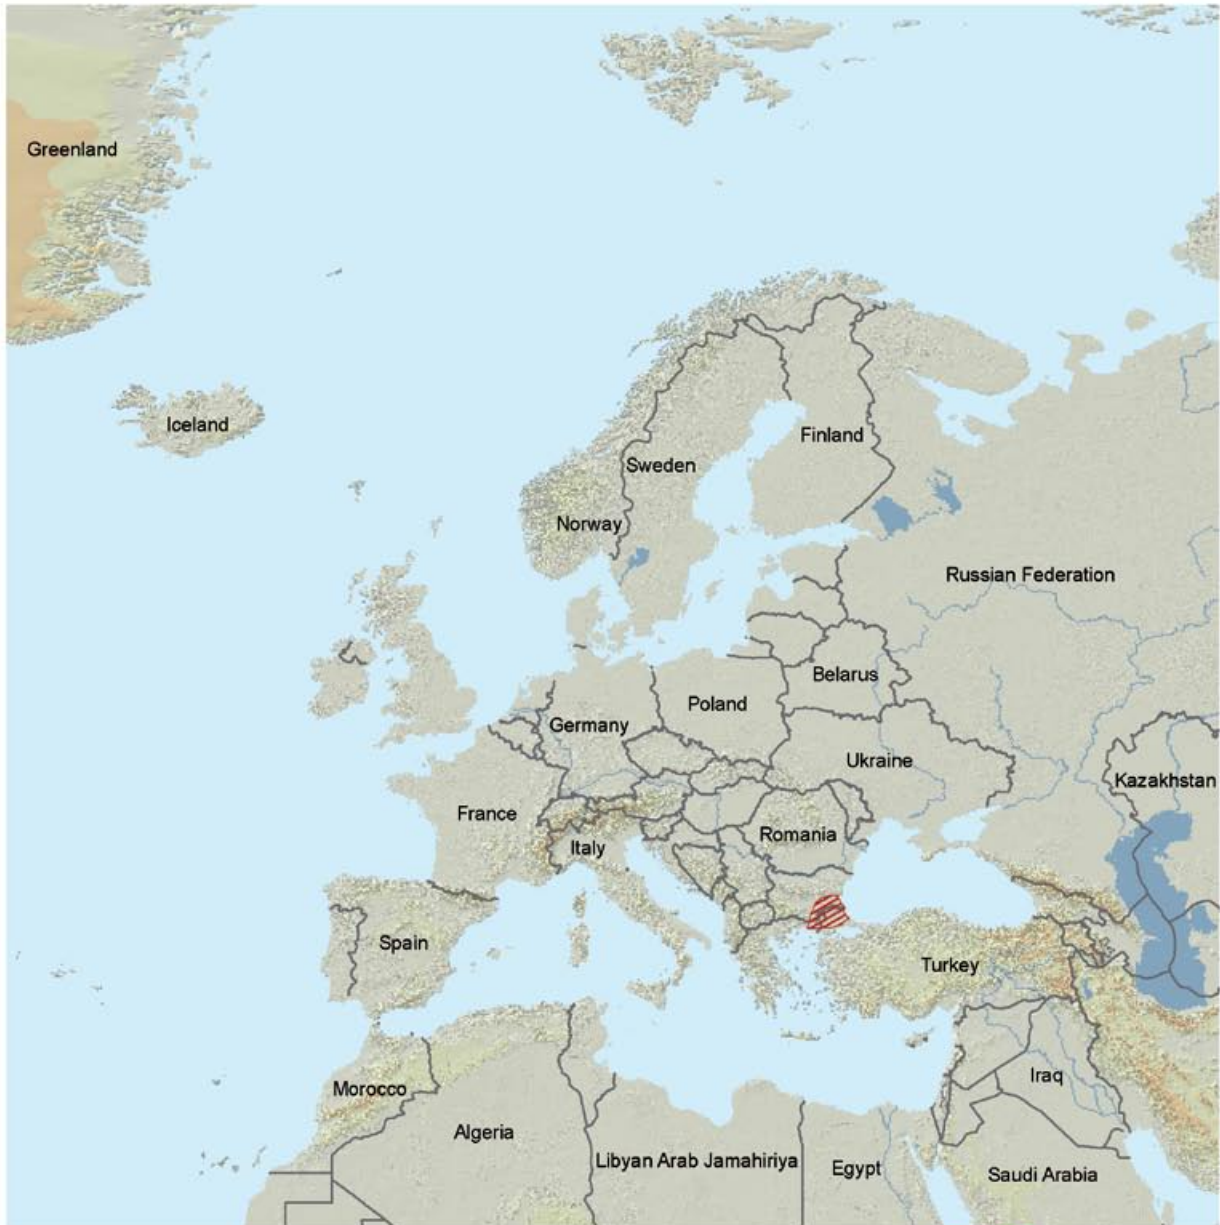 Greenland
Iceland
Finland
Sweden
Norway
Russian Federation
Belarus
Poland
Germany
Ukraine
Kazakhstan
France
Romania
Italy
Spain
Turkey
Iraq
Morocco
Algeria
Libyan Arab Jamahiriya
Egypt
Saudi Arabia